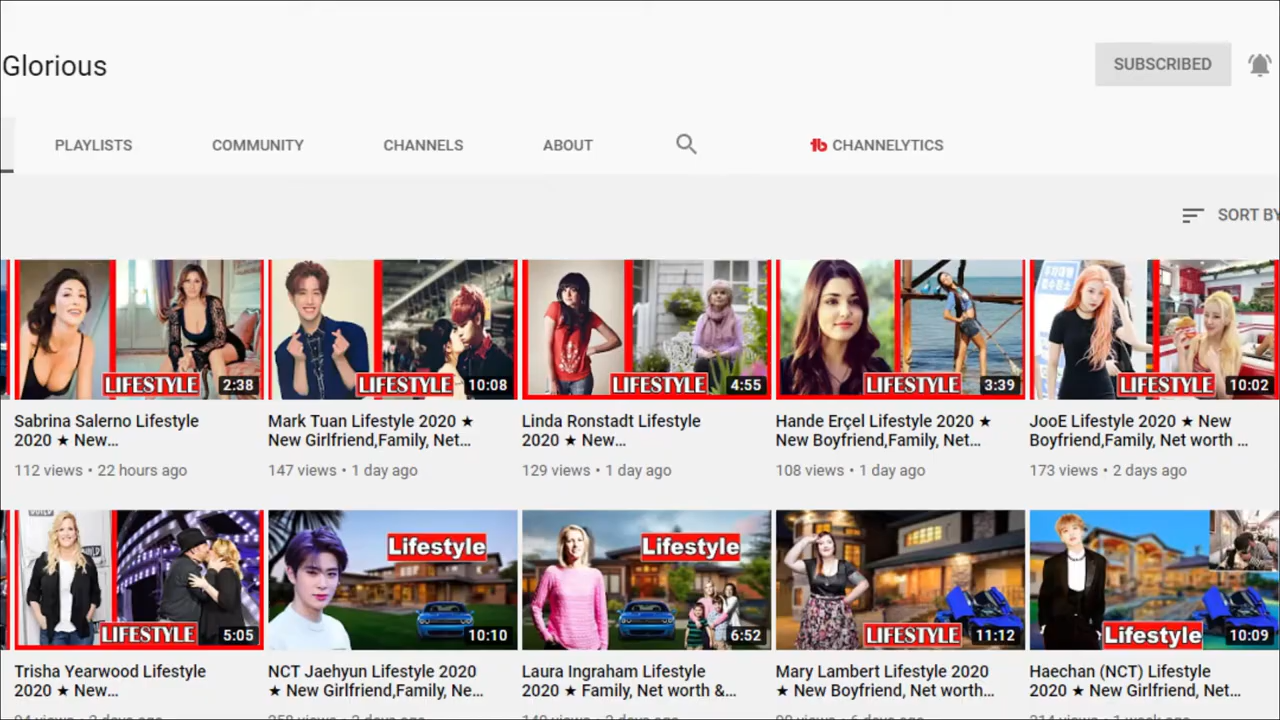 Glorious
SUBSCRIBED
PLAYLISTS
COMMUNITY
CHANNELS
ABOUT
CHANNELYTICS
SORT BY
LIFESTYLE
2:38
LIFESTYLE
10:08
LIFESTYLE
4:55
LIFESTYLE
3:39
LIFESTYLE
10:02
Sabrina Salerno Lifestyle
2020 ★ New...
112 views • 22 hours ago
Mark Tuan Lifestyle 2020 ★
New Girlfriend,Family, Net...
147 views • 1 day ago
Linda Ronstadt Lifestyle
2020 ★ New...
129 views • 1 day ago
Hande Erçel Lifestyle 2020 ★
New Boyfriend,Family, Net...
108 views • 1 day ago
JooE Lifestyle 2020 ★ New
Boyfriend,Family, Net worth ...
173 views • 2 days ago
LIFESTYLE
5:05
Lifestyle
10:10
Lifestyle
6:52
LIFESTYLE
11:12
Lifestyle
10:09
Trisha Yearwood Lifestyle
2020 ★ New...
NCT Jaehyun Lifestyle 2020
★ New Girlfriend,Family, Ne...
Laura Ingraham Lifestyle
2020 ★ Family, Net worth &...
Mary Lambert Lifestyle 2020
★ New Boyfriend, Net worth...
Haechan (NCT) Lifestyle
2020 ★ New Girlfriend, Net...